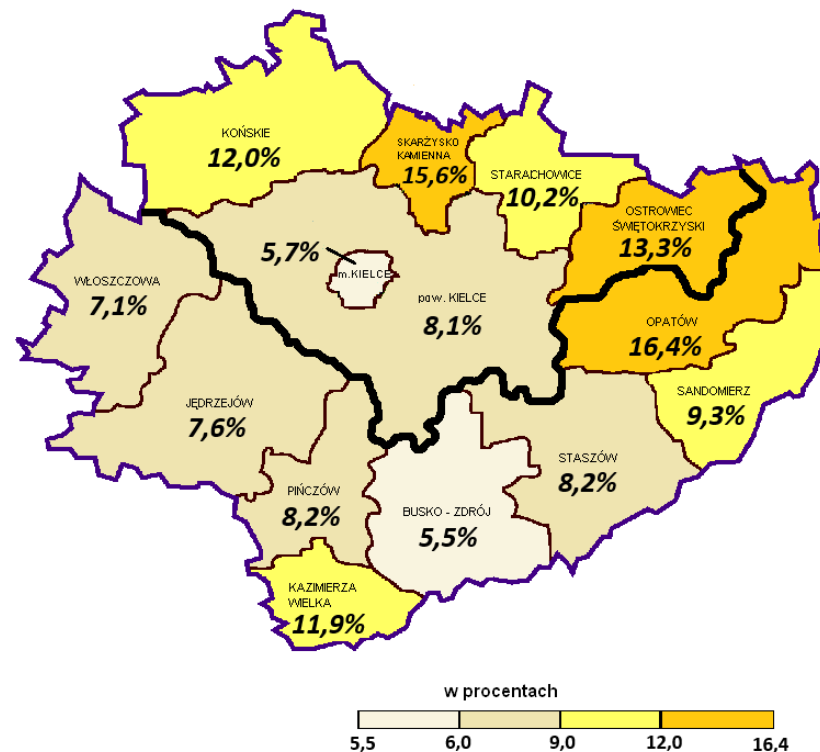 KOŃSKIE
12,0%
SKARŻYSKO
KAMIENNA
15,6%
STARACHOWICE
10,2%
OSTROWIEC
ŚWIĘTOKRZYSKI
13,3%
5,7%
m.KIELCE
WŁOSZCZOWA
7,1%
pow. KIELCE
8,1%
OPATÓW
16,4%
SANDOMIERZ
9,3%
JĘDRZEJÓW
7,6%
STASZÓW
8,2%
PIŃCZÓW
8,2%
BUSKO - ZDRÓJ
5,5%
KAZIMIERZA
WIELKA
11,9%
w procentach
5,5 6,0 9,0 12,0 16,4